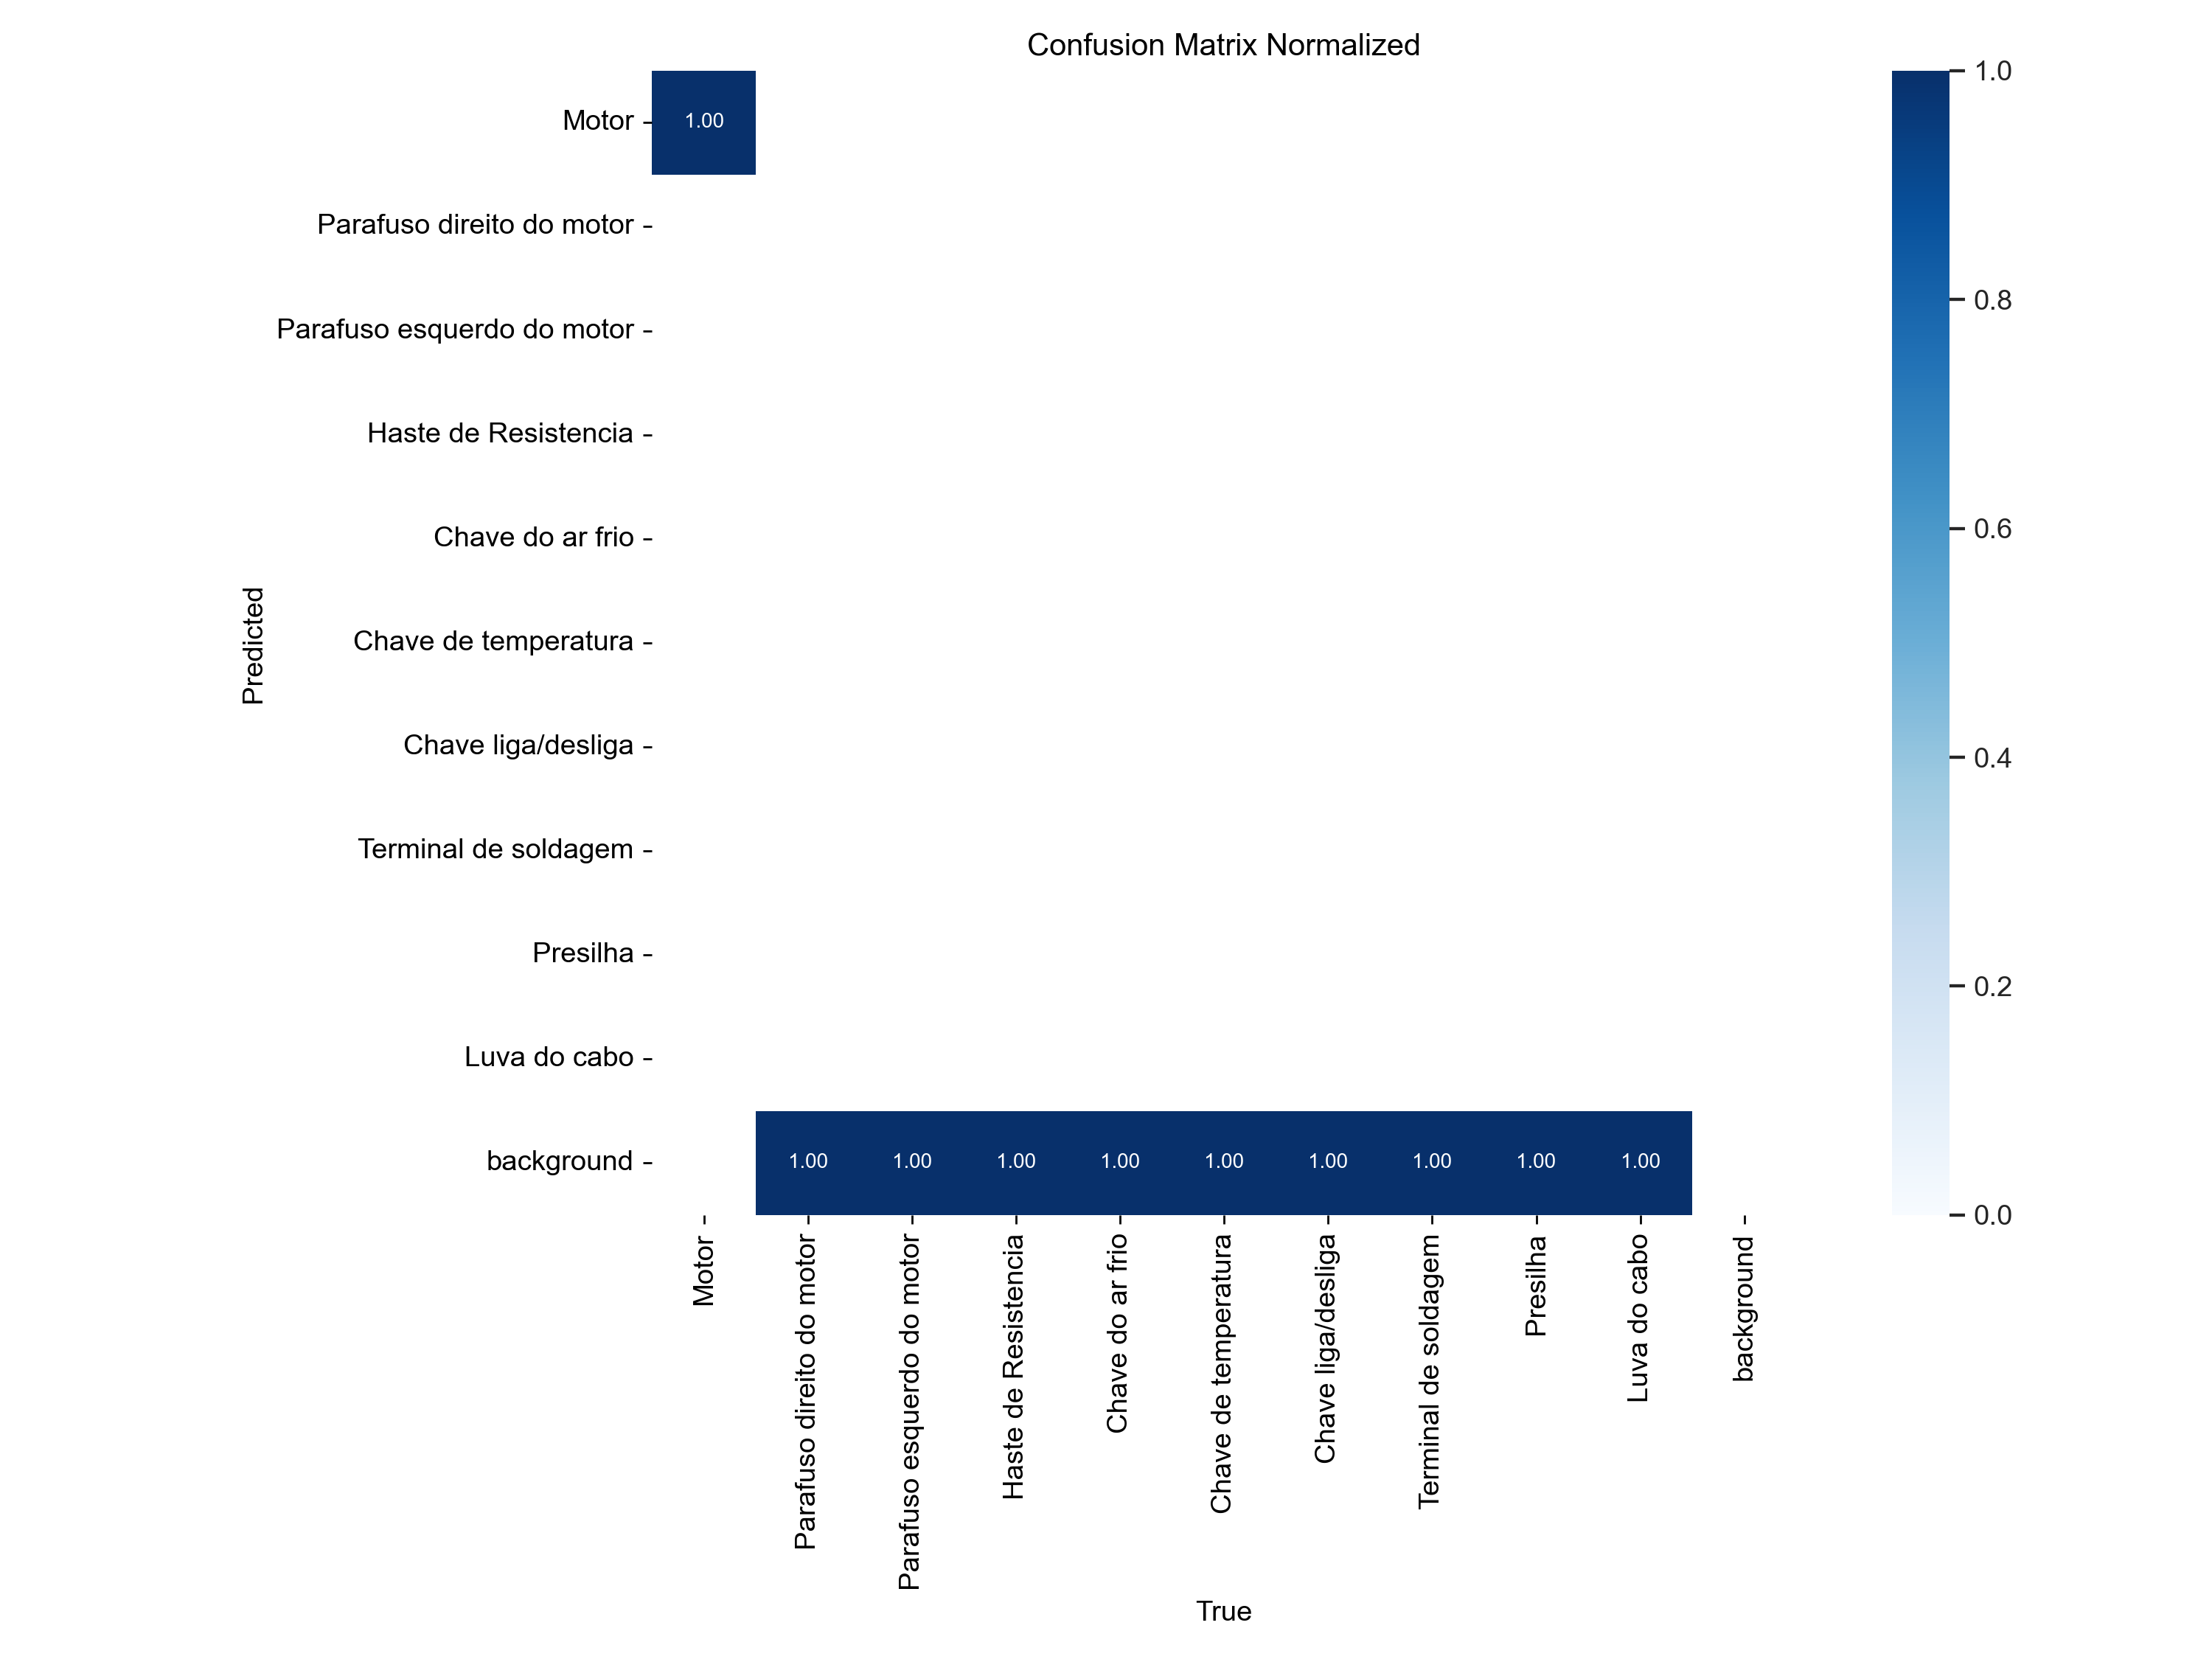 Confusion Matrix Normalized
Motor
Parafuso direito do motor
Parafuso esquerdo do motor
Haste de Resistencia
Chave do ar frio
Chave de temperatura
Chave liga/desliga
Terminal de soldagem
Presilha
Luva do cabo
background
Predicted
1.00
1.00 1.00 1.00 1.00 1.00 1.00 1.00 1.00 1.00
Motor
Parafuso direito do motor
Parafuso esquerdo do motor
Haste de Resistencia
Chave do ar frio
Chave de temperatura
Chave liga/desliga
Terminal de soldagem
Presilha
Luva do cabo
background
True
1.0
0.8
0.6
0.4
0.2
0.0